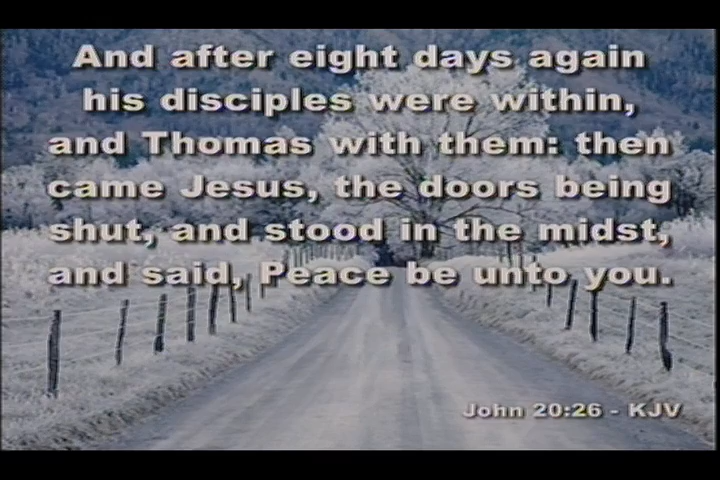 And after eight days again
his disciples were within,
and Thomas with them: then
came Jesus, the doors being
shut, and stood in the midst,
and said, Peace be unto you.
John 20:26 - KJV